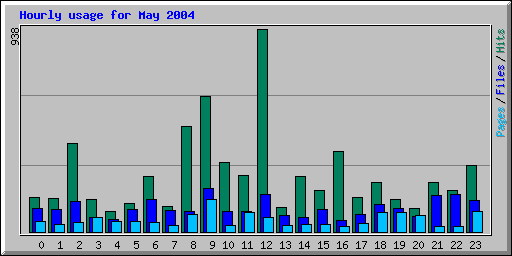 Hourly usage for May 2004
938
Pages/Files/Hits
0 1 2 3 4 5 6 7 8 9 10 11 12 13 14 15 16 17 18 19 20 21 22 23